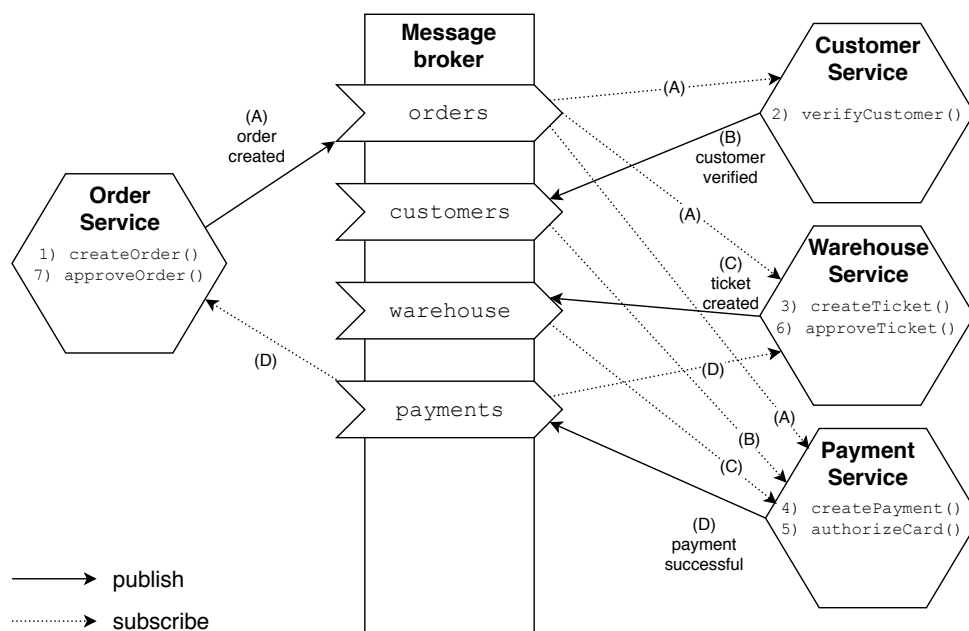 Message
broker
Customer
Service
2) verifyCustomer()
(A)
orders
(A)
order
created
(B)
customer
verified
Order
Service
1) createOrder()
7) approveOrder()
customers
(A)
Warehouse
Service
3) createTicket()
6) approveTicket()
(C)
ticket
created
warehouse
(D)
(D)
payments
(A)
(B)
(C)
Payment
Service
4) createPayment()
5) authorizeCard()
(D)
payment
successful
publish
subscribe